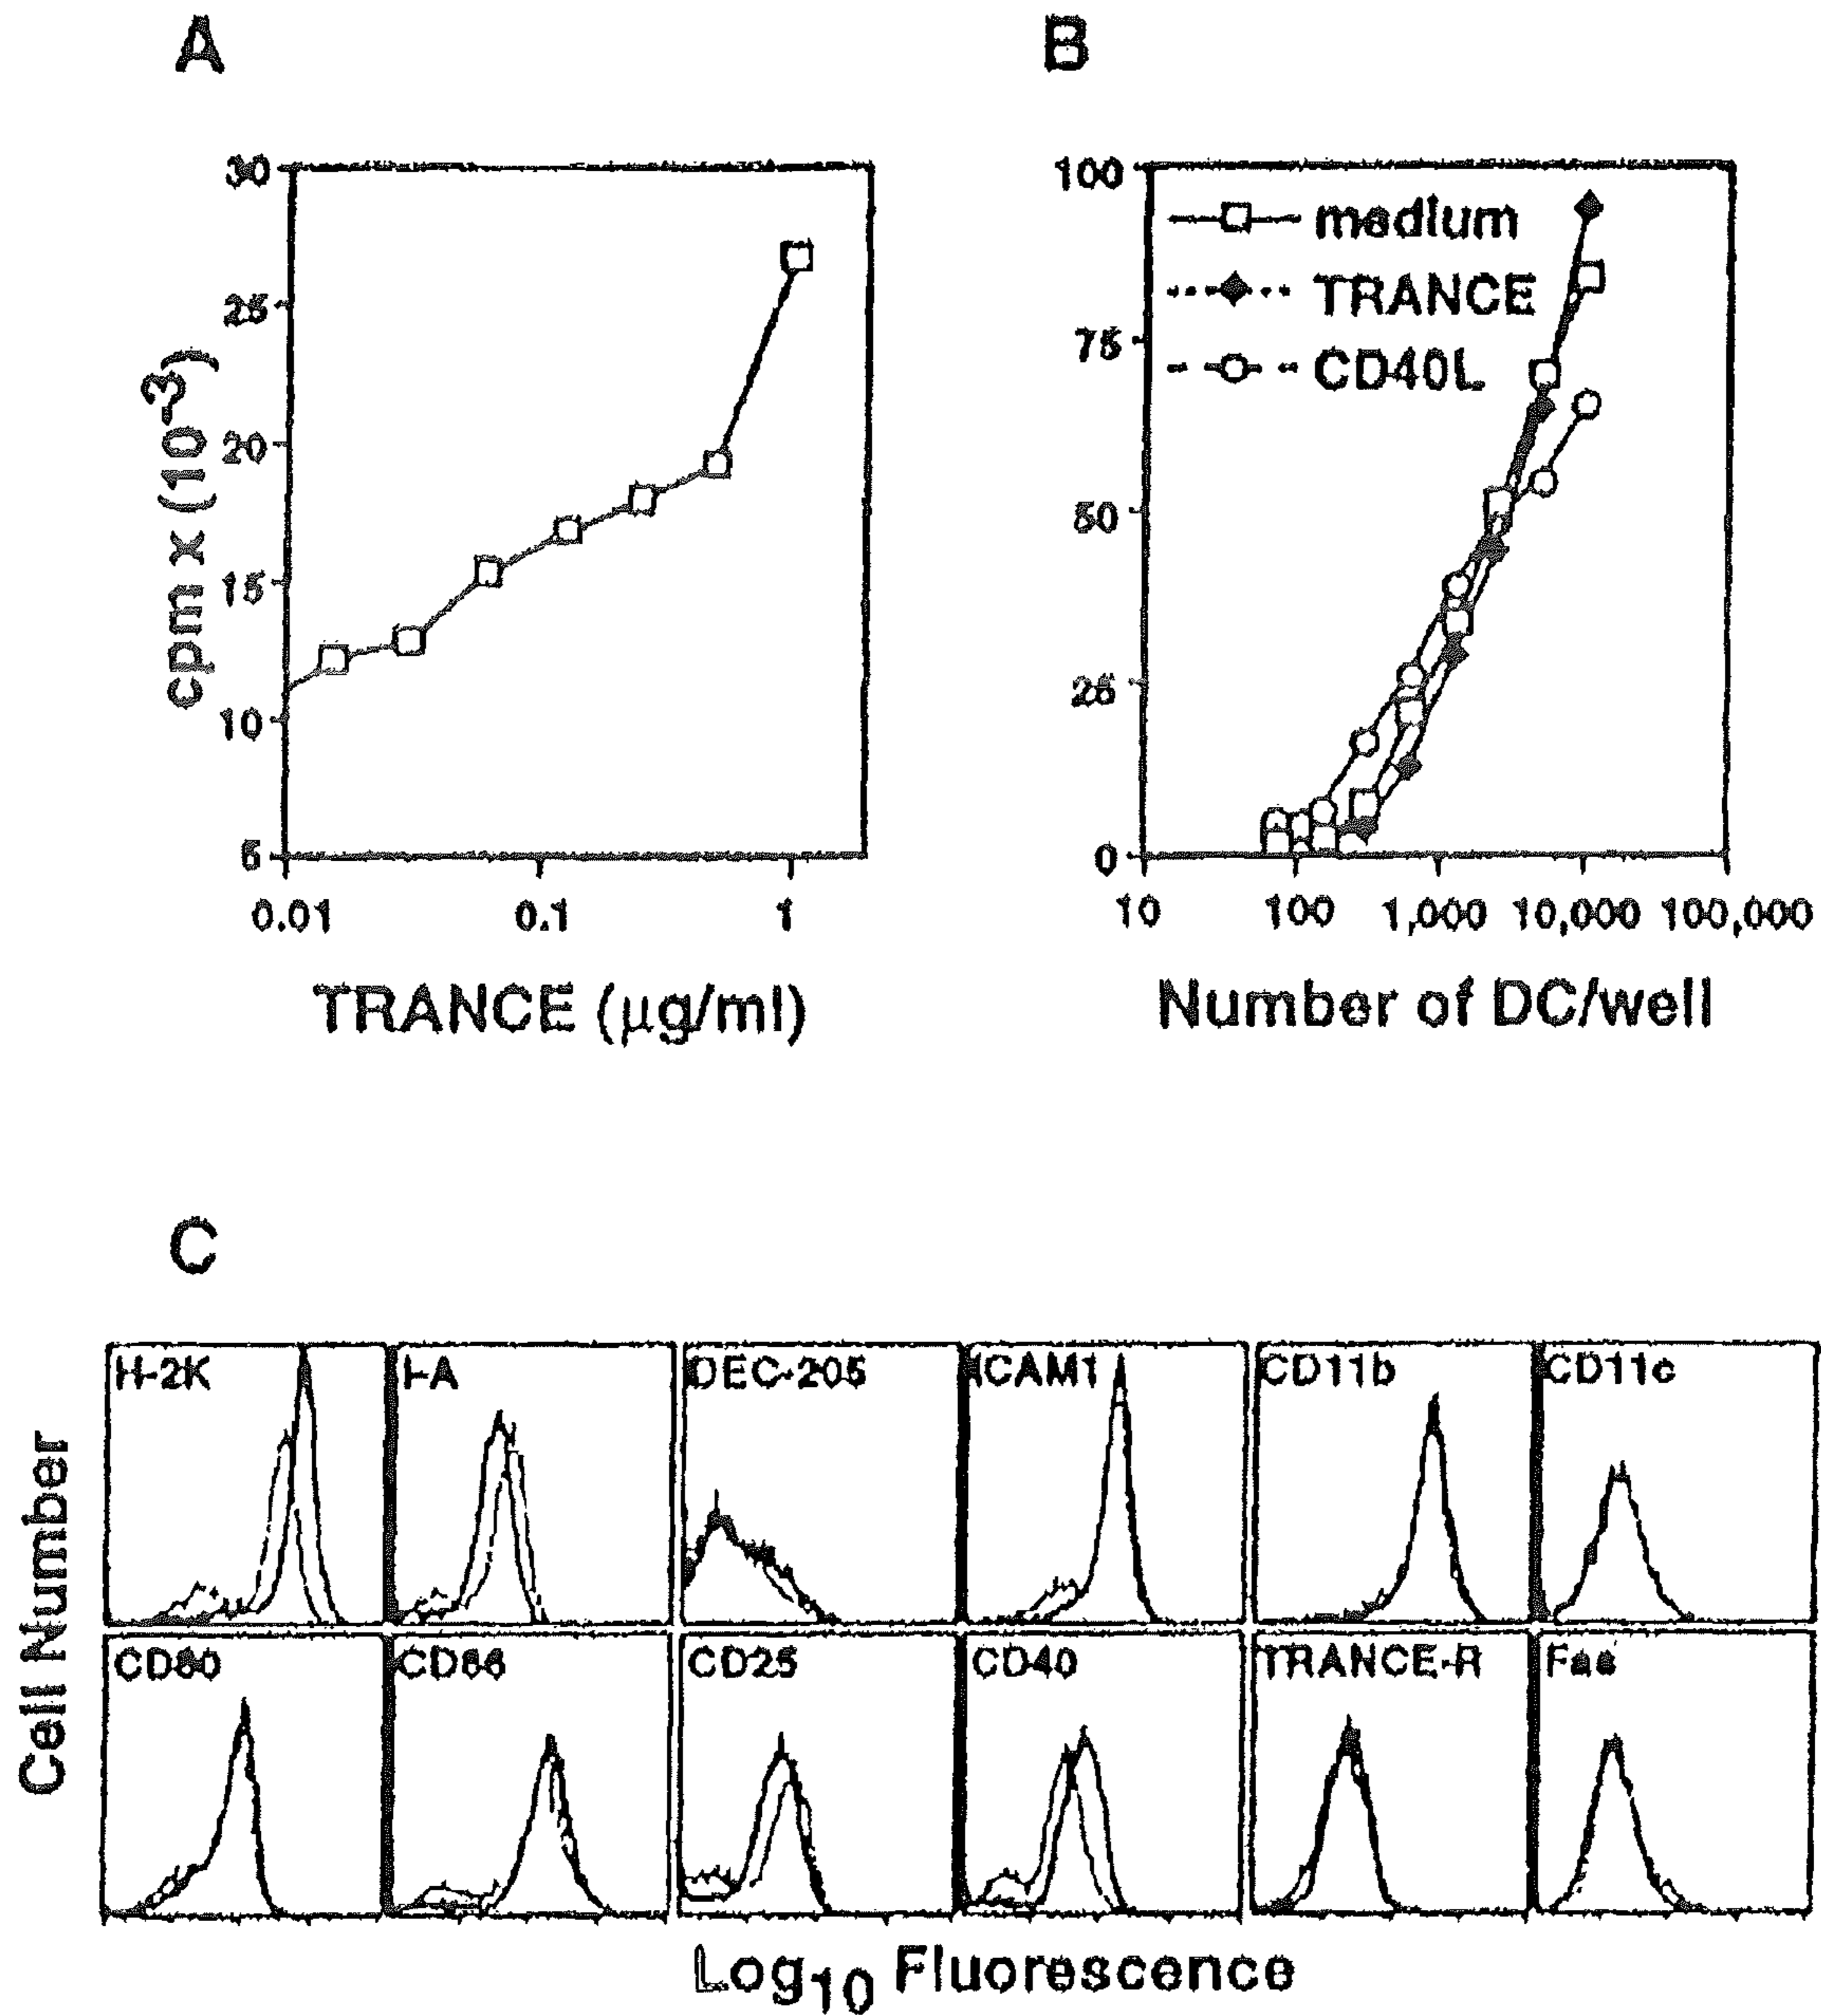 A
B
30
25
20
15
10
5
cpm x (10-3)
0.01 0.1 1
TRANCE (μg/ml)
100
75
50
25
0
medium
TRANCE
CD40L
10 100 1,000 10,000 100,000
Number of DC/well
C
Cell Number
H-2K I-A DEC-205 ICAM1 CD11b CD11c
CD80 CD86 CD25 CD40 TRANCE-R Fas
Log10 Fluorescence